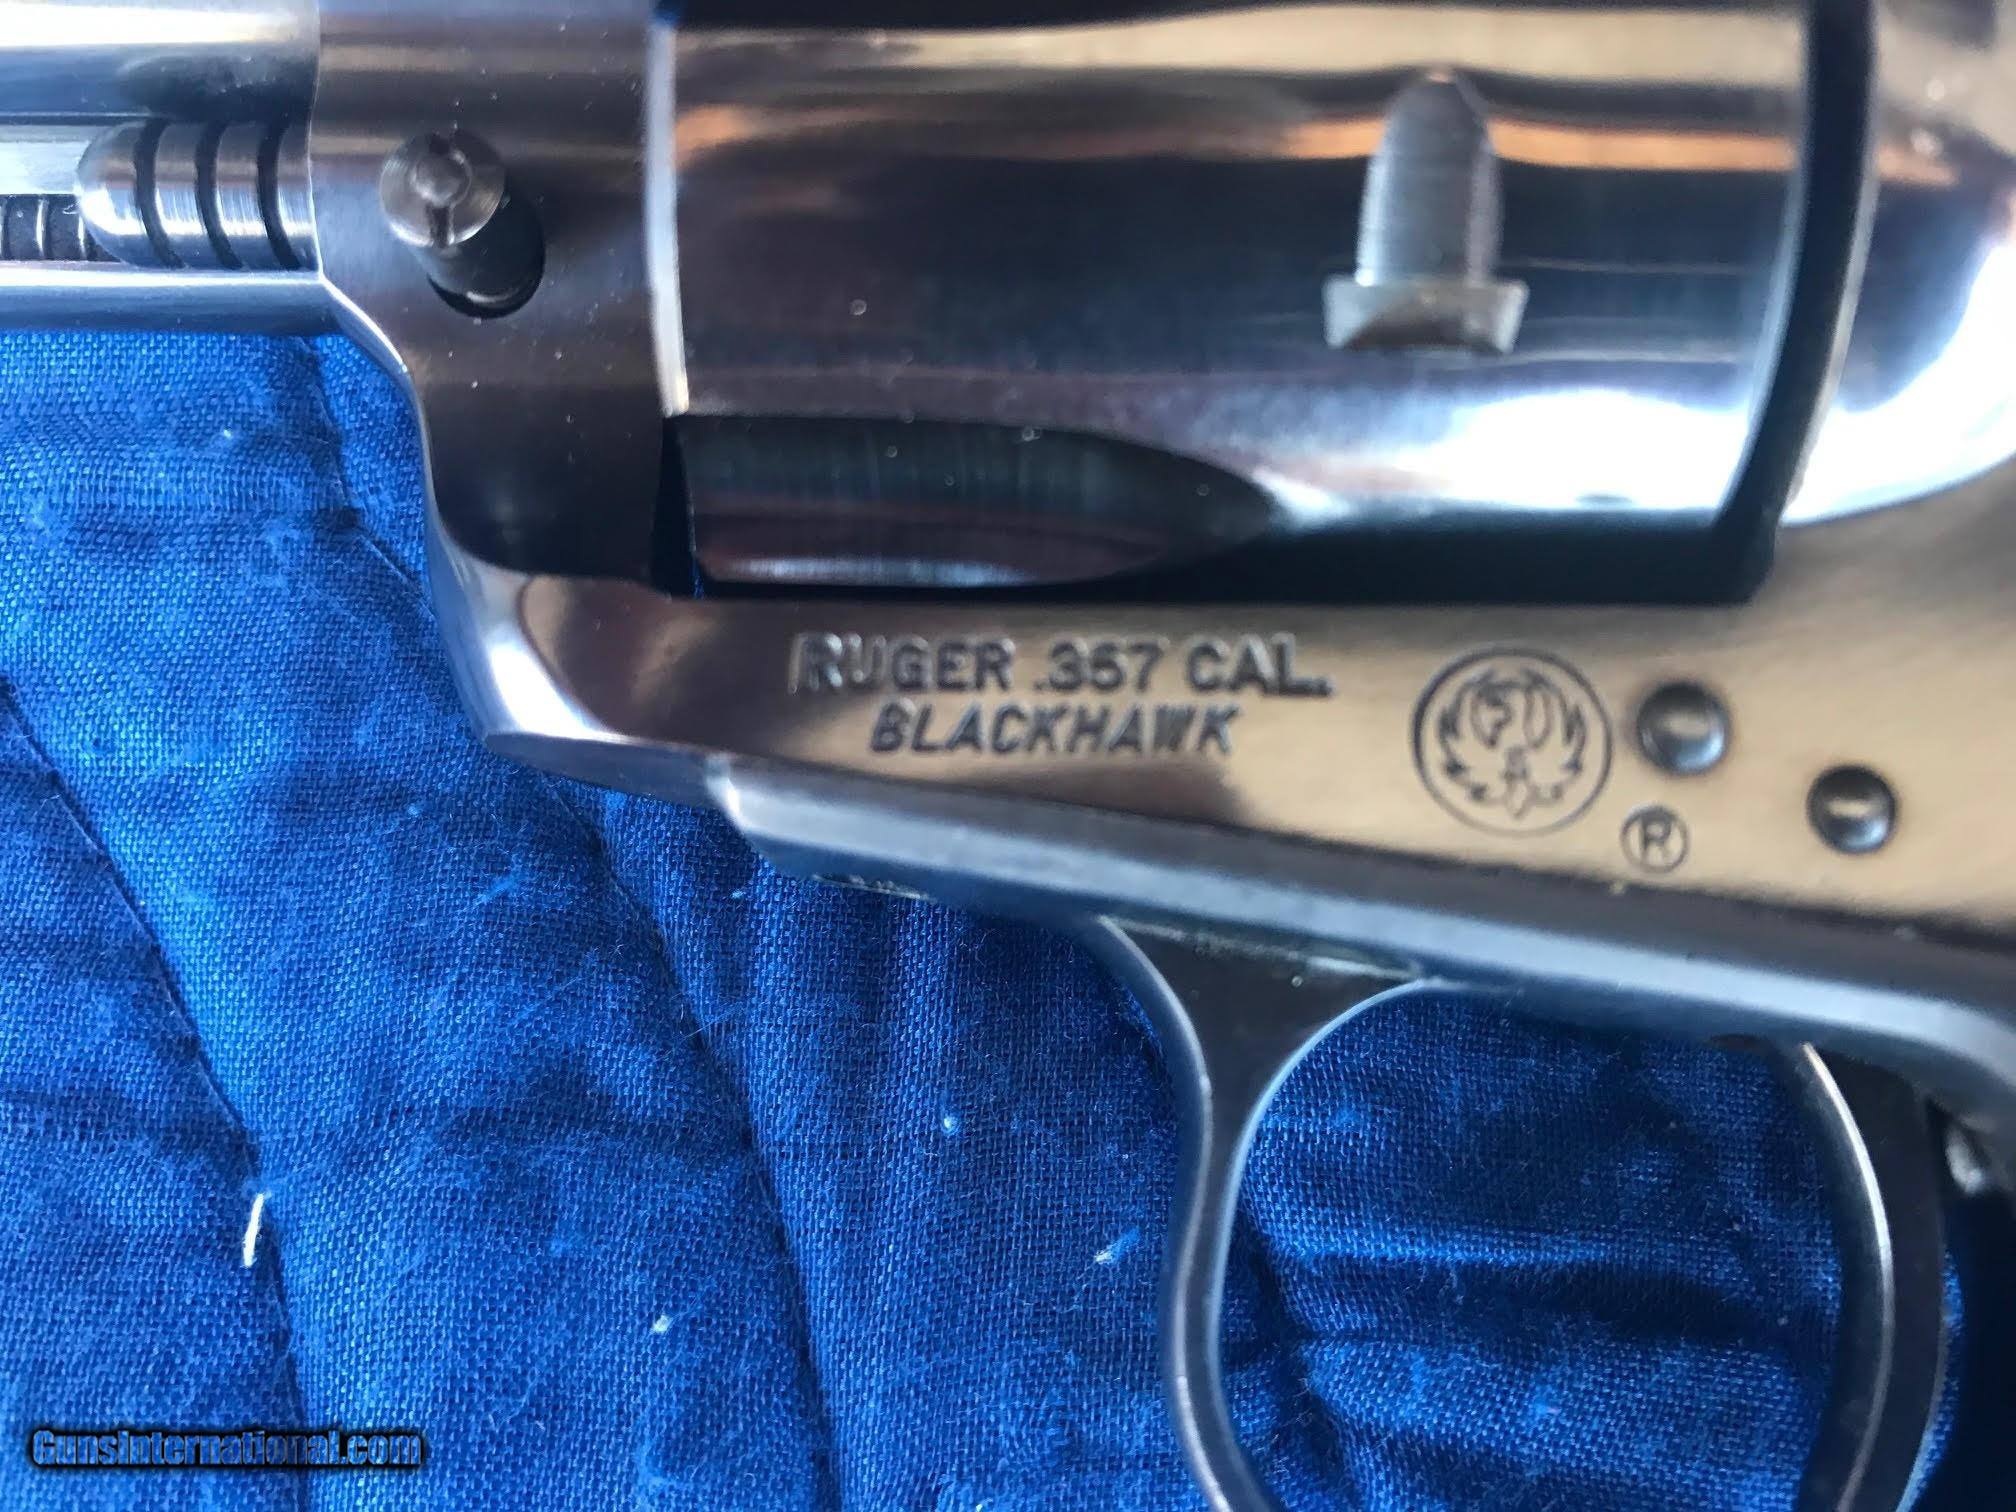 RUGER .357 CAL.
BLACKHAWK
®
GunsInternational.com